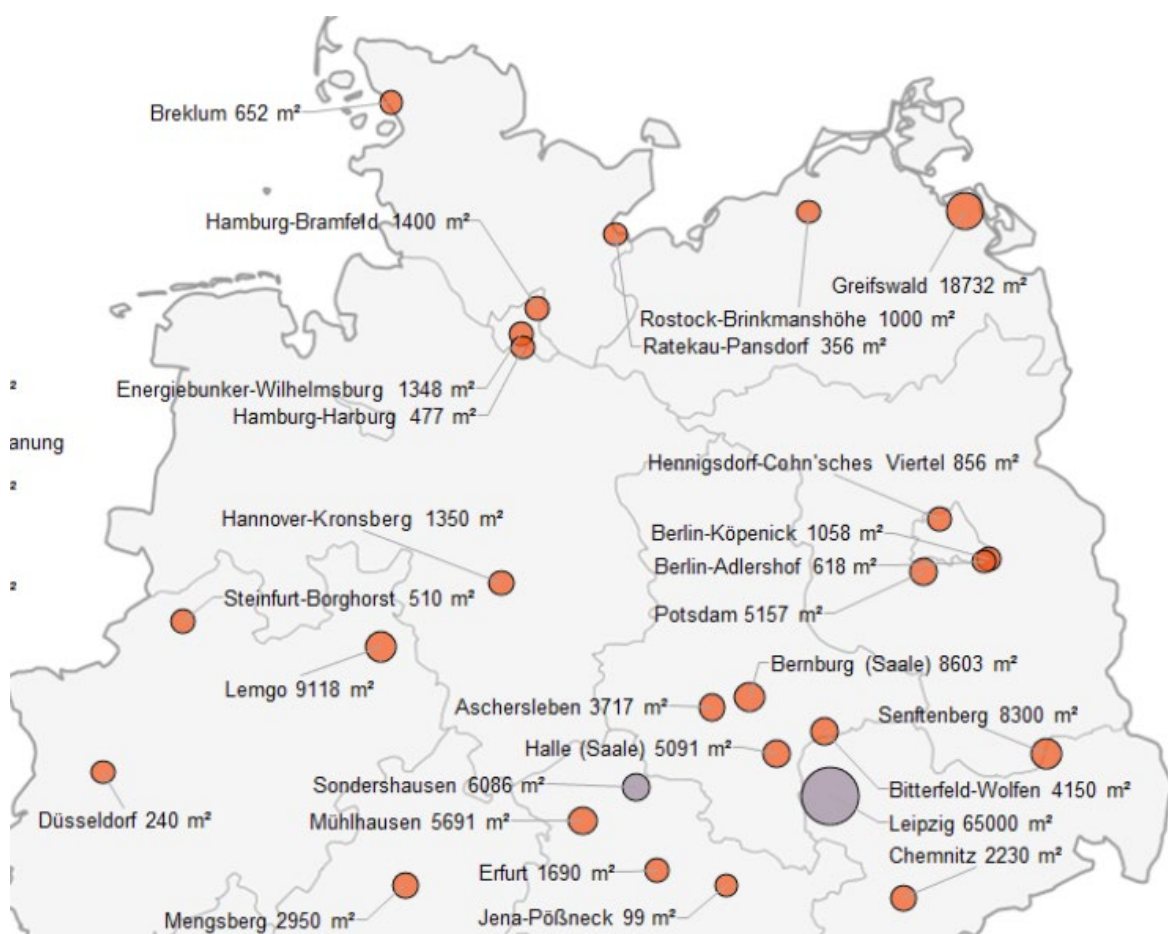 Breklum 652 m²
Hamburg-Bramfeld 1400 m²
Greifswald 18732 m²
Rostock-Brinkmanshöhe 1000 m²
Ratekau-Pansdorf 356 m²
Energiebunker-Wilhelmsburg 1348 m²
Hamburg-Harburg 477 m²
²
anung
Hennigsdorf-Cohn'sches Viertel 856 m²
²
Hannover-Kronsberg 1350 m²
Berlin-Köpenick 1058 m²
Berlin-Adlershof 618 m²
²
Steinfurt-Borghorst 510 m²
Potsdam 5157 m²
Bernburg (Saale) 8603 m²
Lemgo 9118 m²
Aschersleben 3717 m²
Senftenberg 8300 m²
Halle (Saale) 5091 m²
Sondershausen 6086 m²
Bitterfeld-Wolfen 4150 m²
Düsseldorf 240 m²
Mühlhausen 5691 m²
Leipzig 65000 m²
Chemnitz 2230 m²
Erfurt 1690 m²
Mengsberg 2950 m²
Jena-Pößneck 99 m²